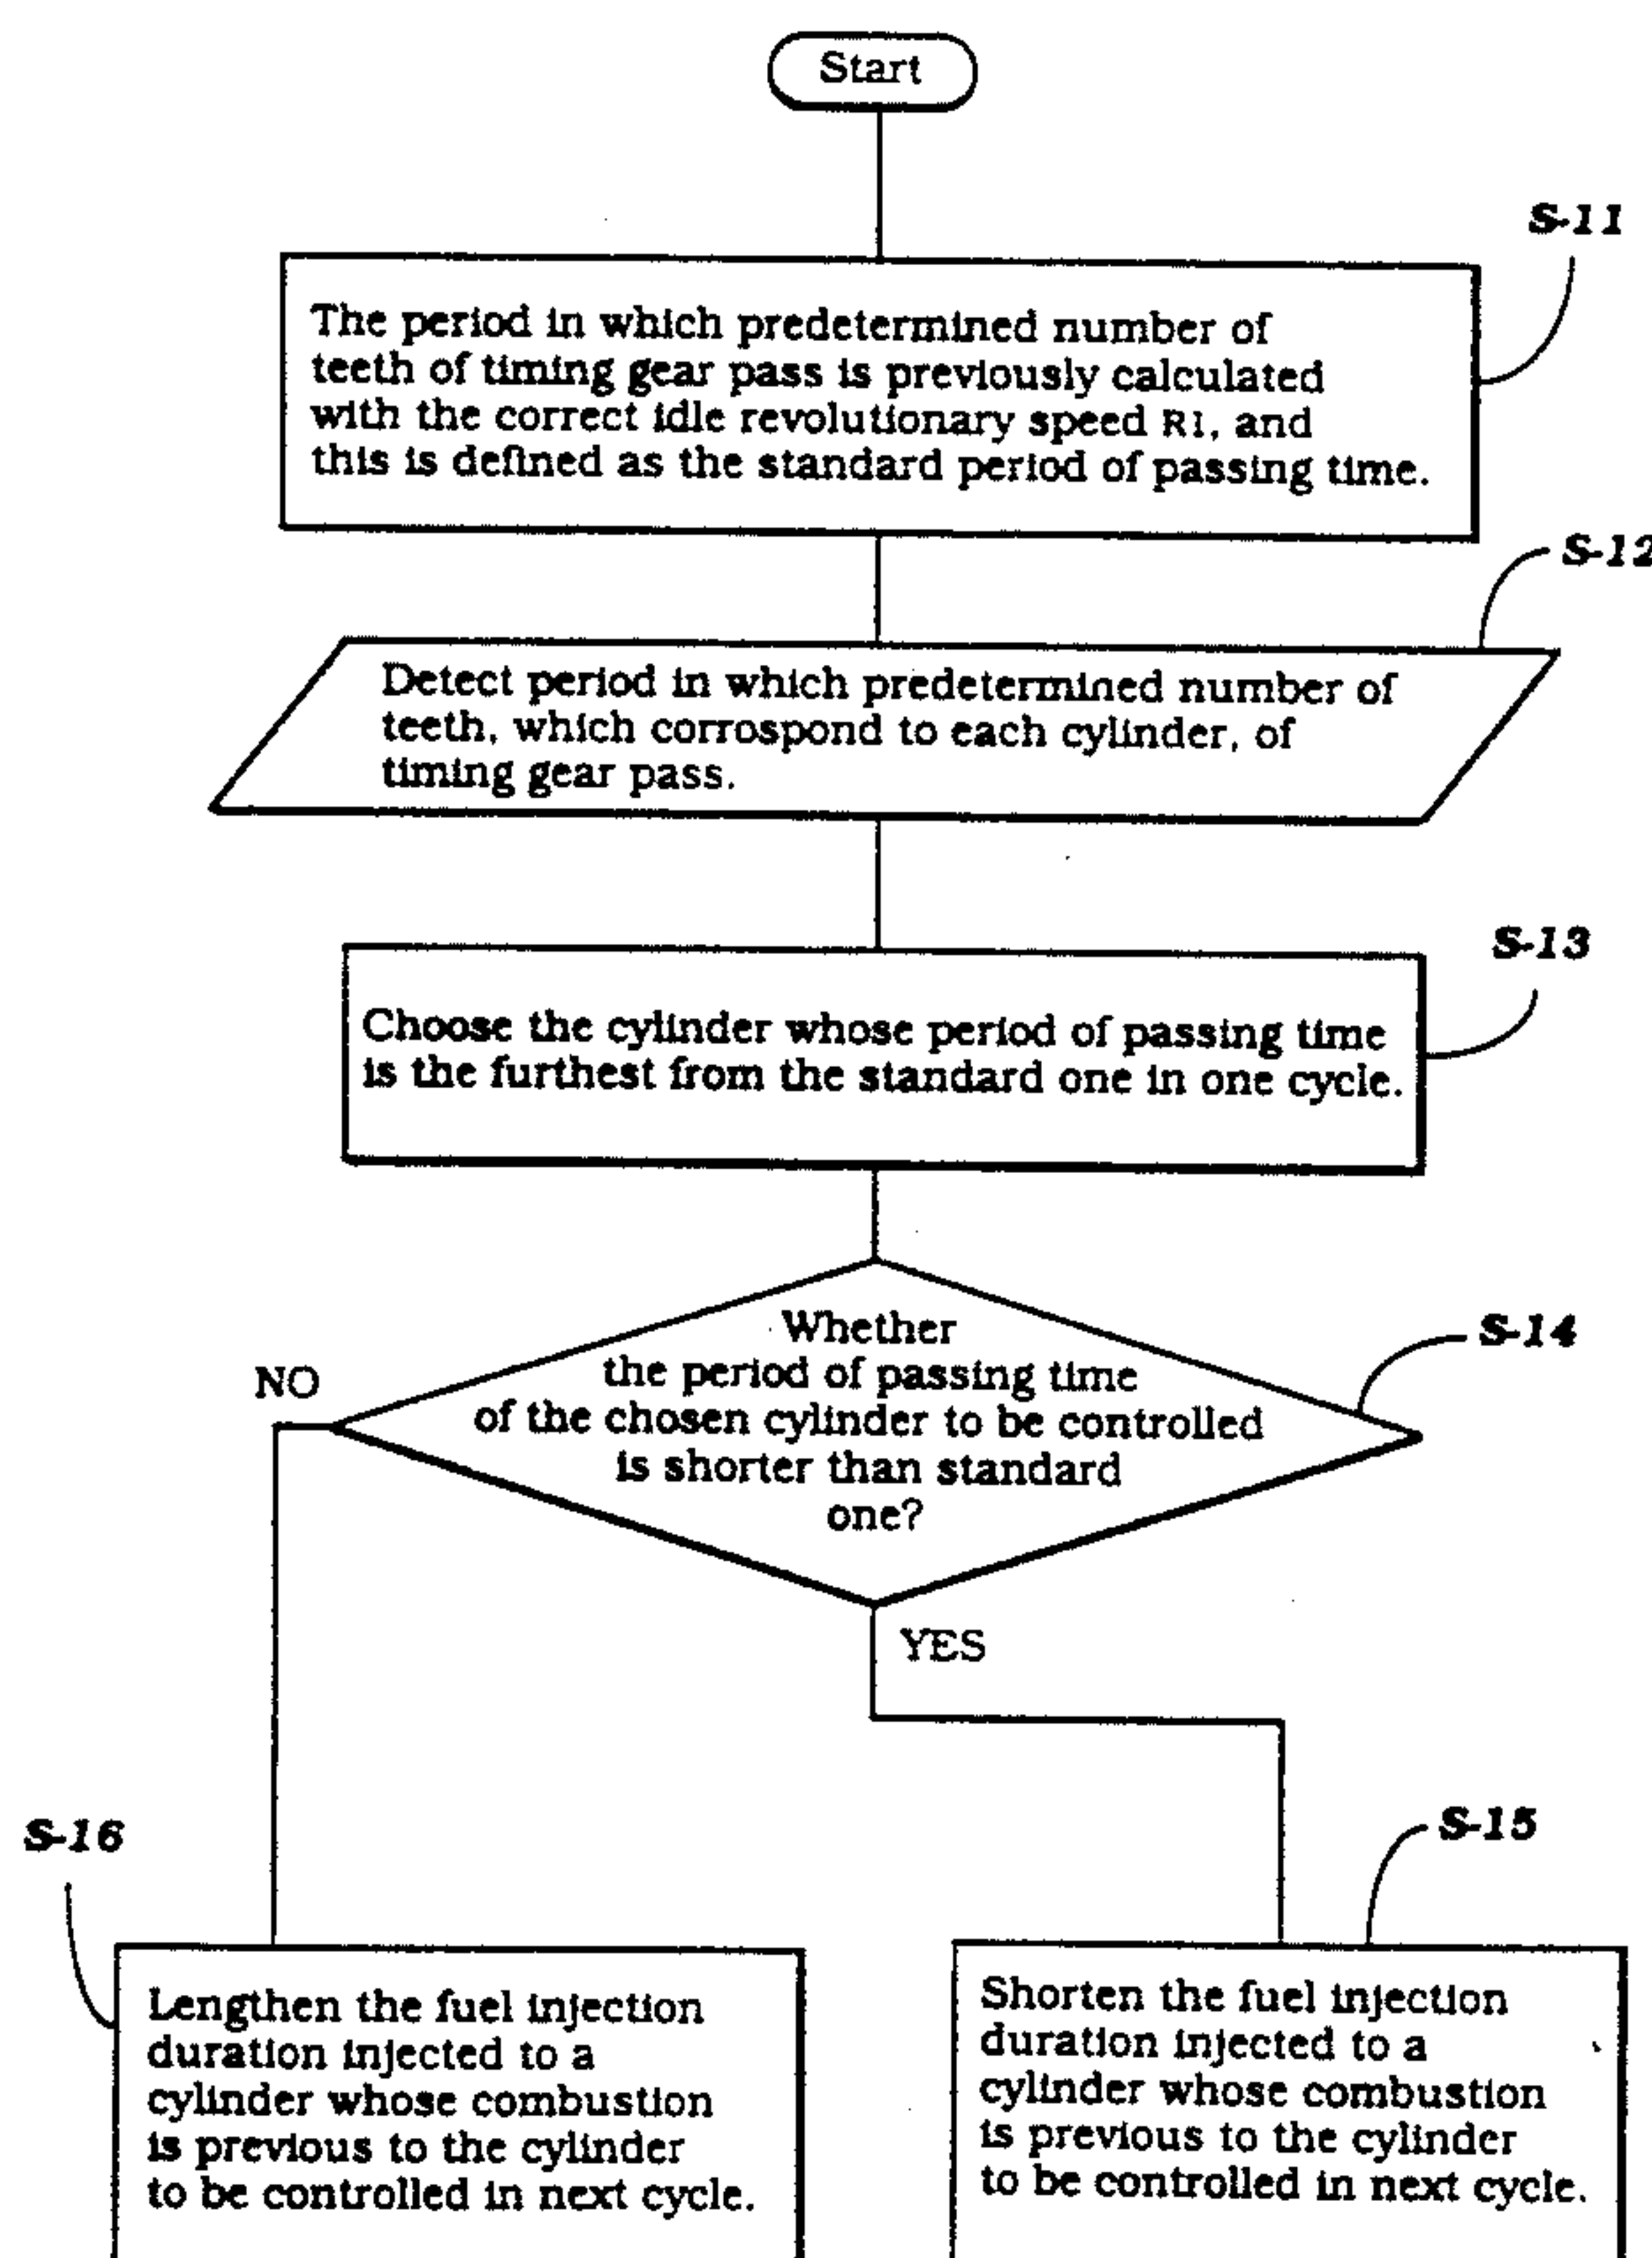 Start
S-11
The period in which predetermined number of
teeth of timing gear pass is previously calculated
with the correct idle revolutionary speed R1, and
this is defined as the standard period of passing time.
S-12
Detect period in which predetermined number of
teeth, which corrospond to each cylinder, of
timing gear pass.
S-13
Choose the cylinder whose period of passing time
is the furthest from the standard one in one cycle.
Whether
the period of passing time
of the chosen cylinder to be controlled
is shorter than standard
one?
S-14
NO
YES
S-16
Lengthen the fuel injection
duration injected to a
cylinder whose combustion
is previous to the cylinder
to be controlled in next cycle.
S-15
Shorten the fuel injection
duration injected to a
cylinder whose combustion
is previous to the cylinder
to be controlled in next cycle.